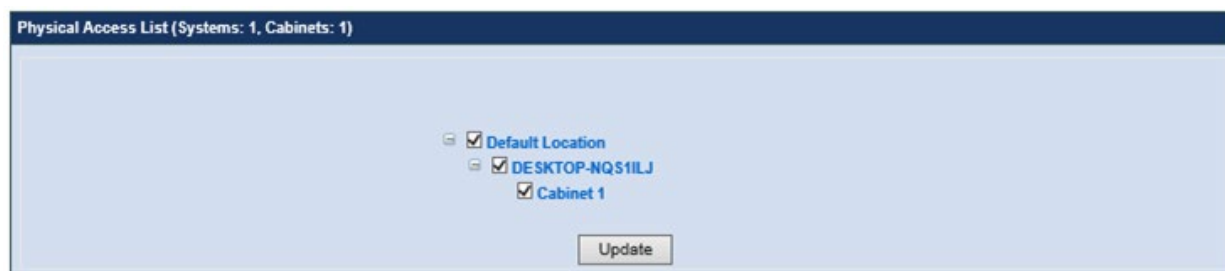 Physical Access List (Systems: 1, Cabinets: 1)
Default Location
DESKTOP-NQS1ILJ
Cabinet 1
Update